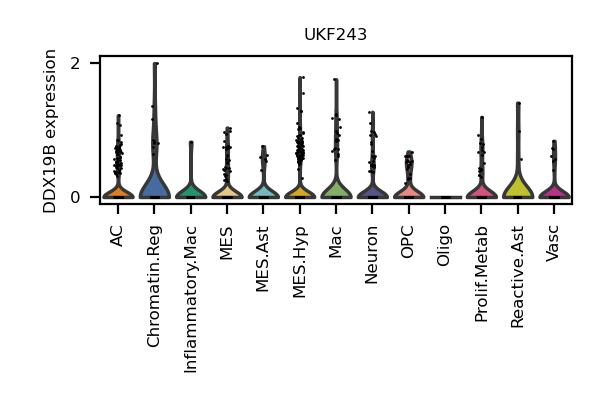 UKF243
DDX19B expression
2
0
AC
Chromatin.Reg
Inflammatory.Mac
MES
MES.Ast
MES.Hyp
Mac
Neuron
OPC
Oligo
Prolif.Metab
Reactive.Ast
Vasc